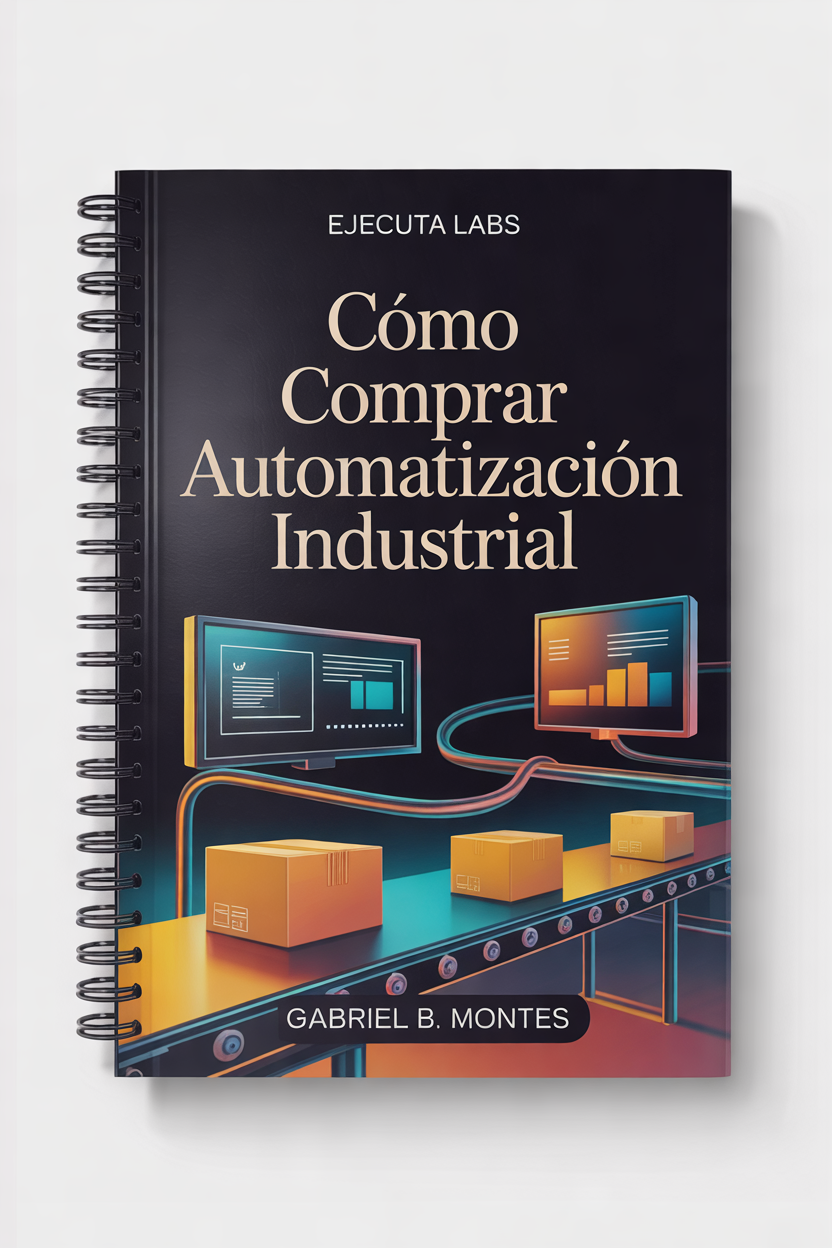 EJECUTA LABS
Cómo
Comprar
Automatización
Industrial
GABRIEL B. MONTES